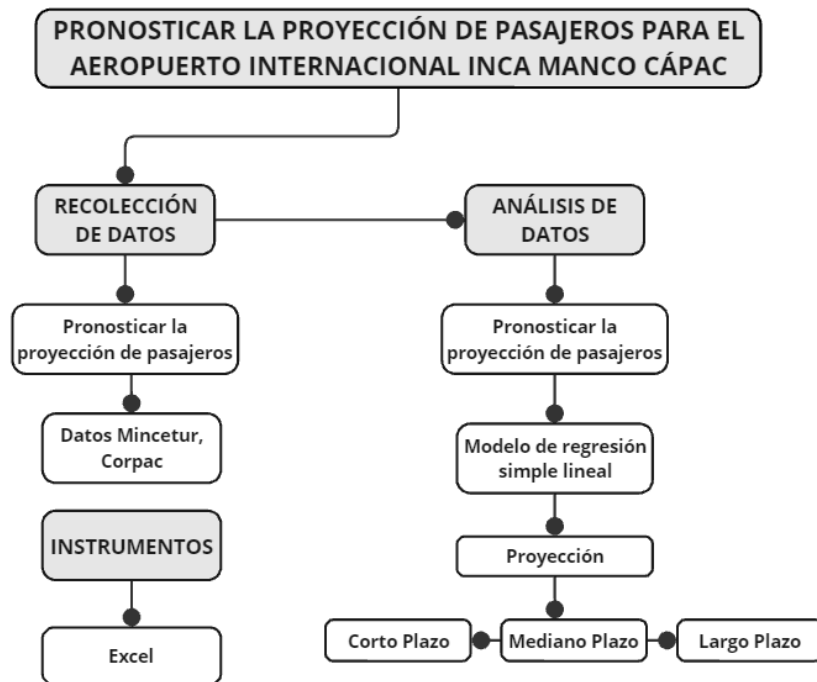 PRONOSTICAR LA PROYECCIÓN DE PASAJEROS PARA EL
AEROPUERTO INTERNACIONAL INCA MANCO CÁPAC
RECOLECCIÓN
DE DATOS
ANÁLISIS DE
DATOS
Pronosticar la
proyección de pasajeros
Pronosticar la
proyección de pasajeros
Datos Mincetur,
Corpac
Modelo de regresión
simple lineal
INSTRUMENTOS
Proyección
Excel
Corto Plazo
Mediano Plazo
Largo Plazo